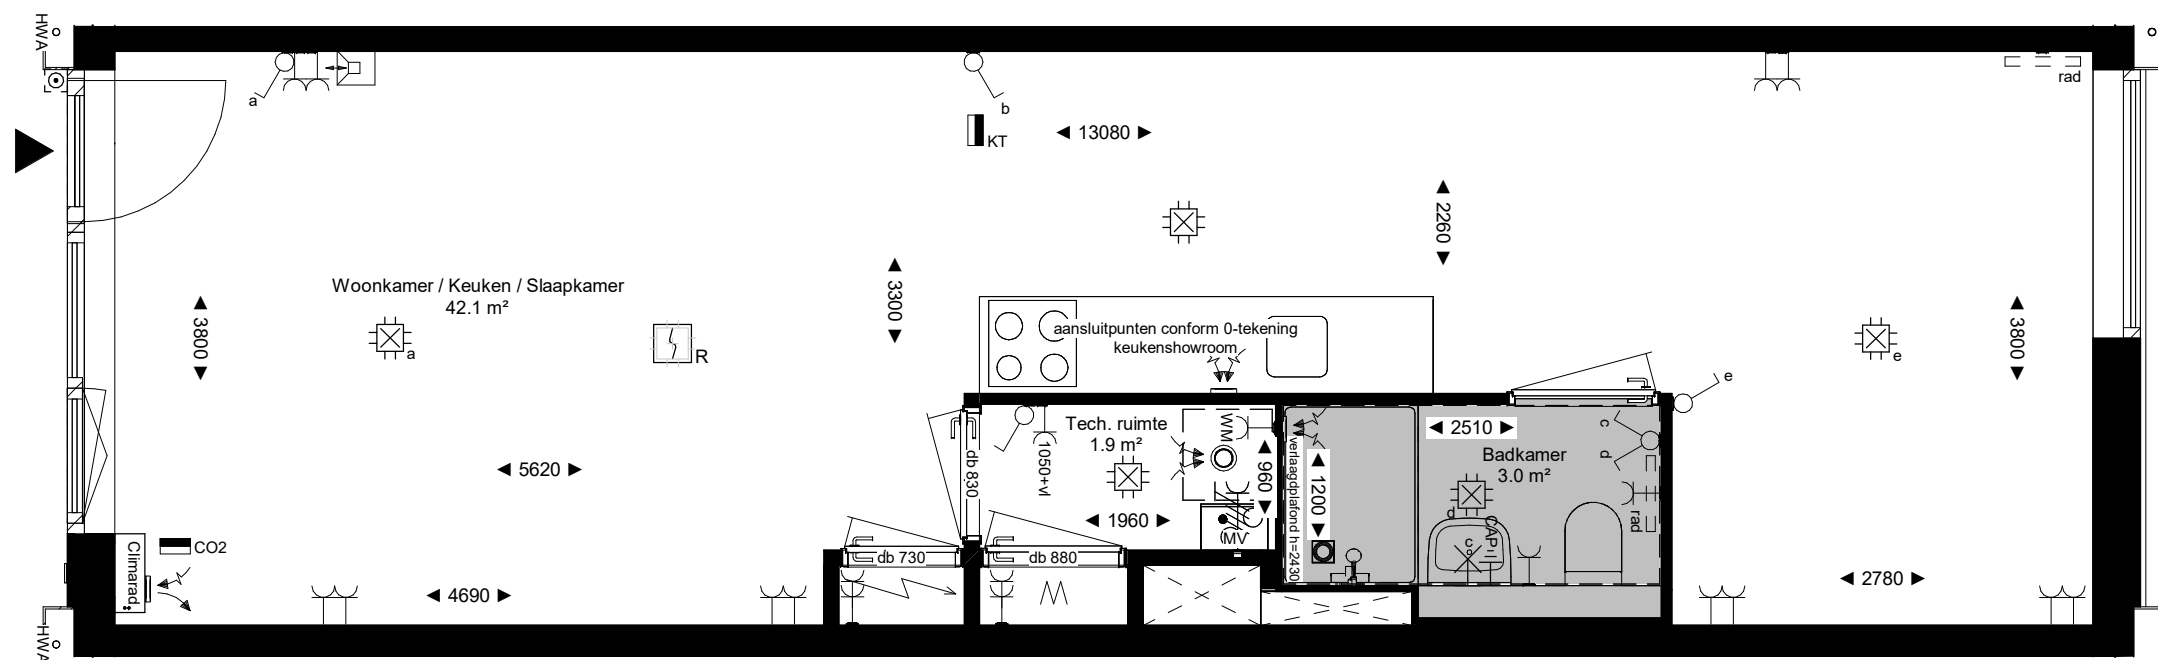 HWA
a
b
KT
13080
rad
2260
Woonkamer / Keuken / Slaapkamer
42.1 m²
3300
3800
a
R
aansluitpunten conform 0-tekening
keukenshowroom
e
3800
e
Tech. ruimte
1.9 m²
WM
2510
c
d
Badkamer
3.0 m²
5620
db 830
1050+vl
960
verlaagdplafond h=2430
1200
d
CAP
c
rad
1960
MV
CO2
Climarad
db 730
db 880
4690
2780
HWA